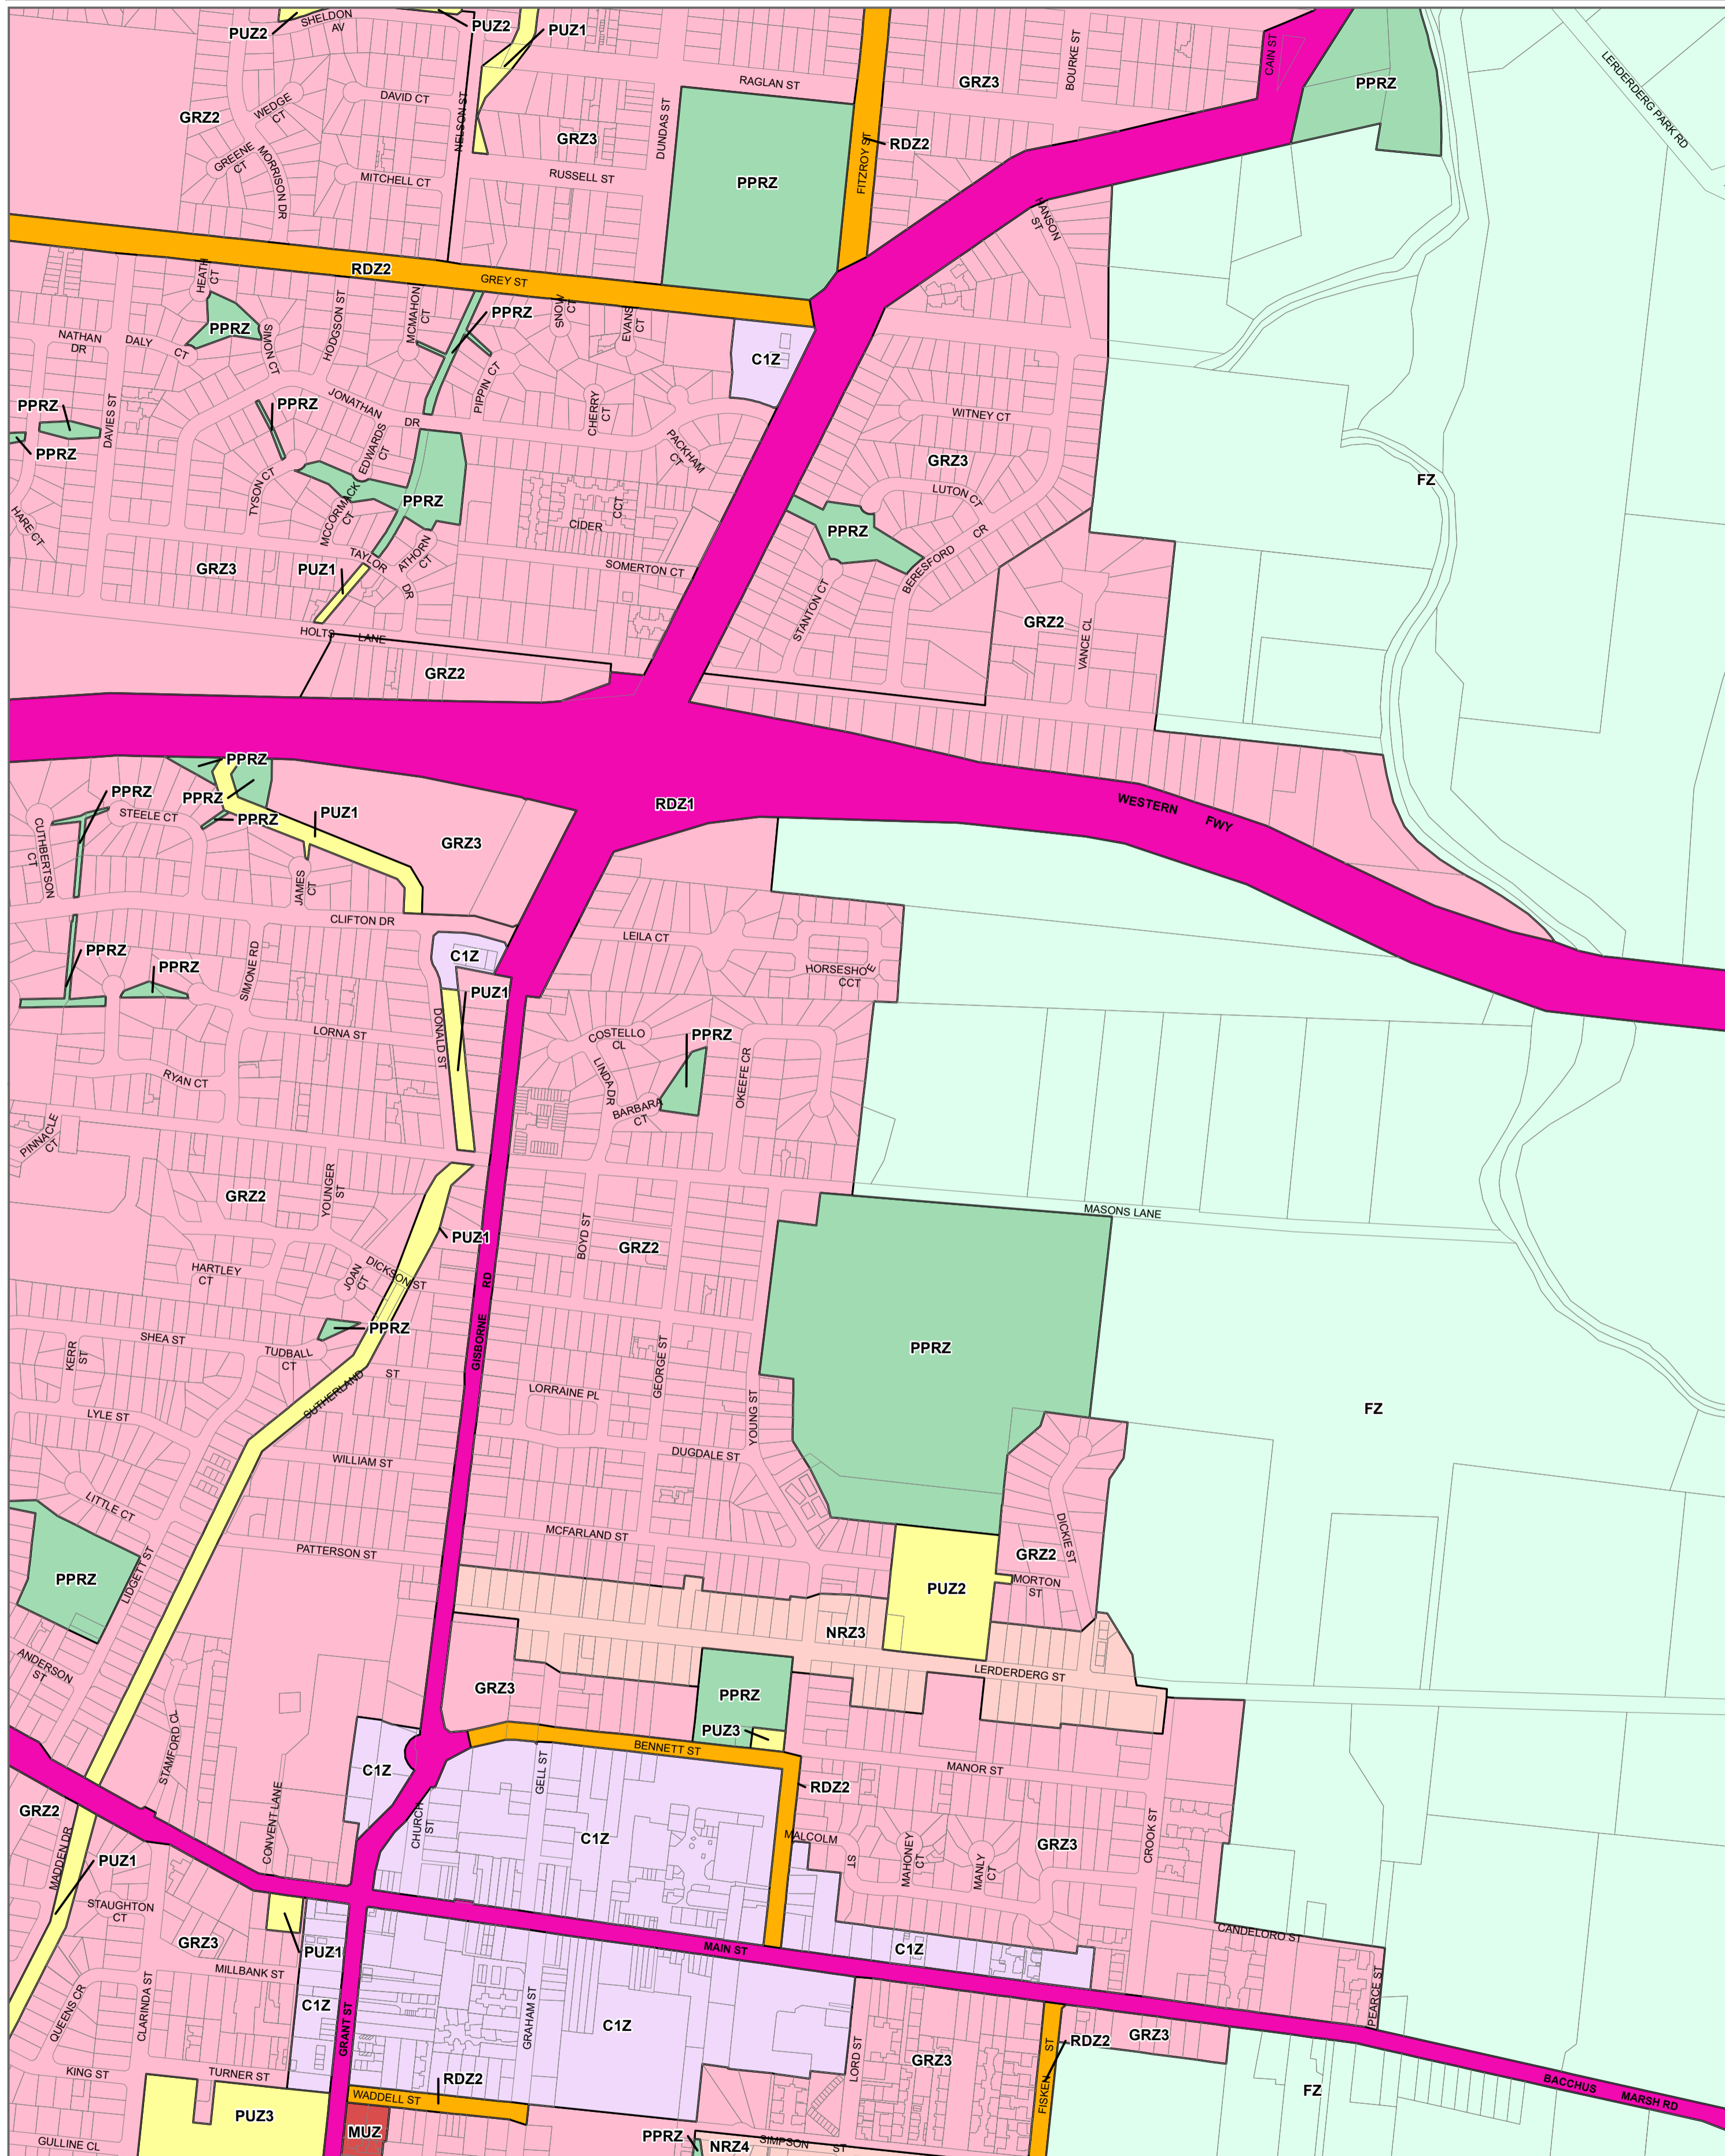 SHELDON
AV
PUZ2
PUZ2
PUZ1
RAGLAN ST
GRZ3
BOURKE ST
CAIN ST
PPRZ
LERDERDERG PARK RD
GRZ2
WEDGE
CT
DAVID CT
NELSON ST
GRZ3
DUNDAS ST
FITZROY ST
RDZ2
GREENE
CT
MORRISON DR
MITCHELL CT
RUSSELL ST
PPRZ
HANSON
ST
RDZ2
GREY ST
HEATH
CT
HODGSON ST
MCMAHON
CT
PPRZ
SNOW
CT
EVANS
CT
NATHAN
DR
DALY
CT
PPRZ
SIMON CT
C1Z
PIPPIN CT
CHERRY
CT
PPRZ
DAVIES ST
PPRZ
JONATHAN
DR
WITNEY CT
PPRZ
EDWARDS
CT
PACKHAM
CT
GRZ3
FZ
TYSON CT
MCCORMACK
CT
PPRZ
LUTON CT
HARE CT
CIDER
CCT
PPRZ
BERESFORD
CR
GRZ3
PUZ1
TAYLOR
DR
ATHORN
CT
SOMERTON CT
STANTON CT
GRZ2
VANCE CL
HOLTS
LANE
GRZ2
PPRZ
PPRZ
PPRZ
STEELE CT
PPRZ
PUZ1
RDZ1
WESTERN
FWY
CUTHBERTSON
CT
GRZ3
JAMES
CT
CLIFTON DR
PPRZ
PPRZ
SIMONE RD
C1Z
LEILA CT
HORSESHOE
CCT
PUZ1
DONALD ST
LORNA ST
COSTELLO
CL
PPRZ
LINDA DR
OKEEFE CR
RYAN CT
BARBARA
CT
PINNACLE
CT
GRZ2
YOUNGER
ST
MASONS LANE
PUZ1
BOYD ST
GRZ2
HARTLEY
CT
JOAN
CT
DICKSON ST
GISBORNE
RD
PPRZ
SHEA ST
TUDBALL
CT
PPRZ
KERR
ST
SUTHERLAND
ST
LORRAINE PL
GEORGE ST
YOUNG ST
LYLE ST
FZ
WILLIAM ST
DUGDALE ST
LITTLE CT
MCFARLAND ST
DICKIE ST
PPRZ
LIDGETT ST
PATTERSON ST
GRZ2
MORTON
ST
PUZ2
NRZ3
LERDERDERG ST
ANDERSON
ST
GRZ3
PPRZ
PUZ3
STAMFORD CL
C1Z
BENNETT ST
GELL ST
RDZ2
MANOR ST
GRZ2
CONVENT LANE
CHURCH
ST
C1Z
MALCOLM
ST
MAHONEY
CT
MANLY
CT
GRZ3
CROOK ST
MADDEN DR
PUZ1
STAUGHTON
CT
GRZ3
PUZ1
MAIN ST
C1Z
CANDELORO ST
MILLBANK ST
QUEENS CR
CLARINDA ST
C1Z
GRANT ST
GRAHAM ST
C1Z
LORD ST
GRZ3
FISKEN
ST
RDZ2
GRZ3
PEARCE ST
KING ST
TURNER ST
RDZ2
WADDELL ST
FZ
BACCHUS
MARSH RD
PUZ3
MUZ
GULLINE CL
PPRZ
NRZ4
SIMPSON
ST